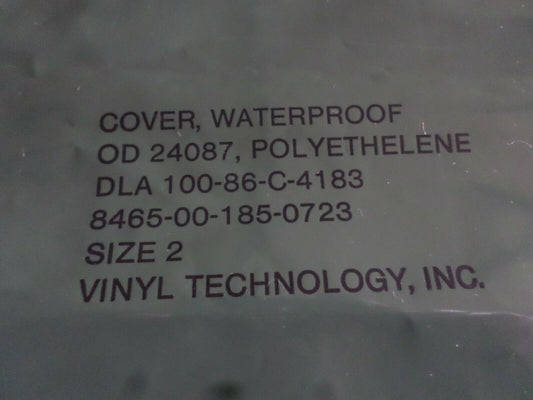 COVER, WATERPROOF
OD 24087, POLYETHELENE
DLA 100-86-C-4183
8465-00-185-0723
SIZE 2
VINYL TECHNOLOGY, INC.